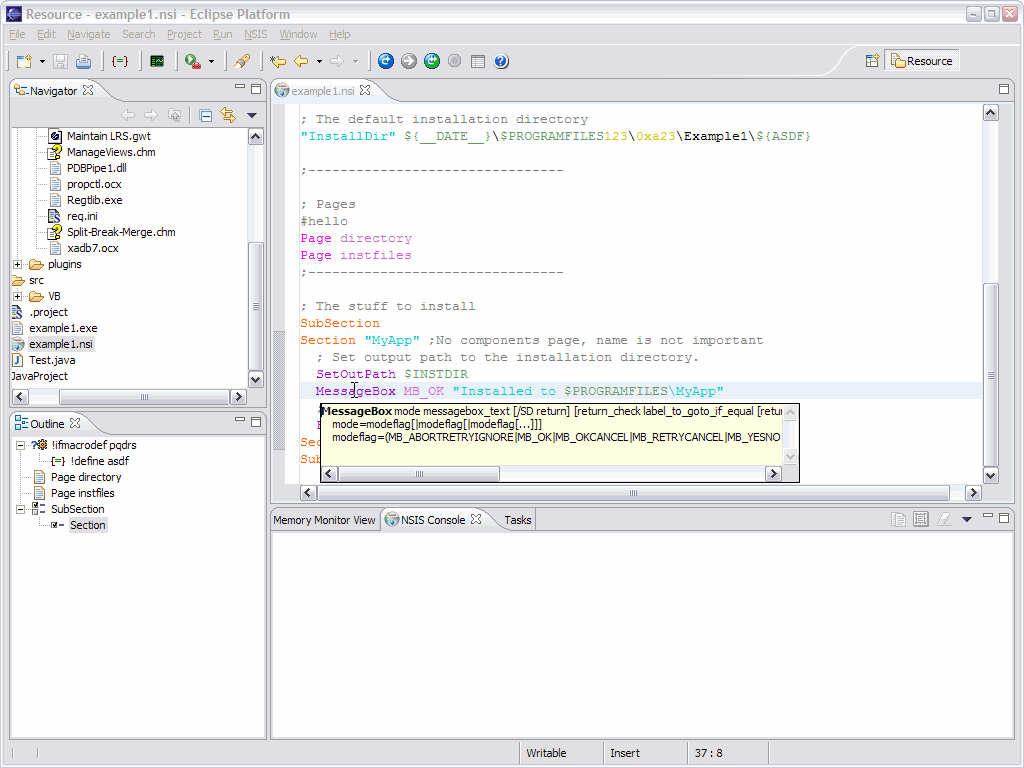 Resource - example1.nsi - Eclipse Platform
File Edit Navigate Search Project Run NSIS Window Help
Resource
Navigator
Maintain LRS.gwt
ManageViews.chm
PDBPipe1.dll
propctl.ocx
Regtlib.exe
req.ini
Split-Break-Merge.chm
xadb7.ocx
plugins
src
VB
.project
example1.exe
example1.nsi
Test.java
JavaProject
Outline
!ifmacrodef pqdrs
{=} !define asdf
Page directory
Page instfiles
SubSection
Section
example1.nsi
; The default installation directory
"InstallDir" ${__DATE__}\$PROGRAMFILES123\0xa23\Example1\${ASDF}
;--------------------------------
; Pages
#hello
Page directory
Page instfiles
;--------------------------------
; The stuff to install
SubSection
Section "MyApp" ;No components page, name is not important
; Set output path to the installation directory.
SetOutPath $INSTDIR
MessageBox MB_OK "Installed to $PROGRAMFILES\MyApp"
MessageBox mode messagebox_text [/SD return] [return_check label_to_goto_if_equal [retur
mode=modeflag[|modeflag[|modeflag[...]]]
modeflag=(MB_ABORTRETRYIGNORE|MB_OK|MB_OKCANCEL|MB_RETRYCANCEL|MB_YESNO
Sec
Sub
Memory Monitor View NSIS Console Tasks
Writable Insert 37 : 8